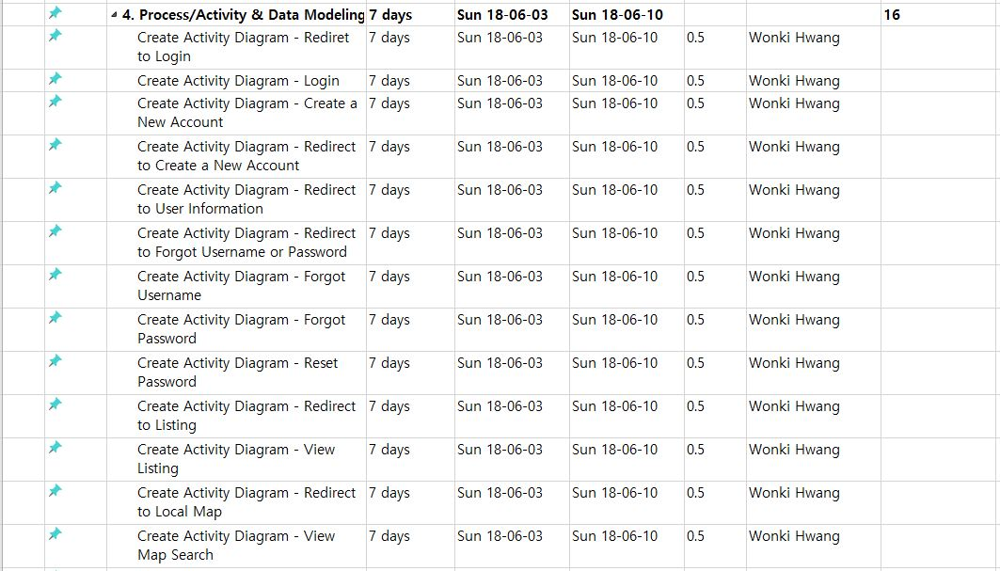 4. Process/Activity & Data Modeling 7 days Sun 18-06-03 Sun 18-06-10 16
Create Activity Diagram - Rediret 7 days Sun 18-06-03 Sun 18-06-10 0.5 Wonki Hwang
to Login
Create Activity Diagram - Login 7 days Sun 18-06-03 Sun 18-06-10 0.5 Wonki Hwang
Create Activity Diagram - Create a 7 days Sun 18-06-03 Sun 18-06-10 0.5 Wonki Hwang
New Account
Create Activity Diagram - Redirect 7 days Sun 18-06-03 Sun 18-06-10 0.5 Wonki Hwang
to Create a New Account
Create Activity Diagram - Redirect 7 days Sun 18-06-03 Sun 18-06-10 0.5 Wonki Hwang
to User Information
Create Activity Diagram - Redirect 7 days Sun 18-06-03 Sun 18-06-10 0.5 Wonki Hwang
to Forgot Username or Password
Create Activity Diagram - Forgot 7 days Sun 18-06-03 Sun 18-06-10 0.5 Wonki Hwang
Username
Create Activity Diagram - Forgot 7 days Sun 18-06-03 Sun 18-06-10 0.5 Wonki Hwang
Password
Create Activity Diagram - Reset 7 days Sun 18-06-03 Sun 18-06-10 0.5 Wonki Hwang
Password
Create Activity Diagram - Redirect 7 days Sun 18-06-03 Sun 18-06-10 0.5 Wonki Hwang
to Listing
Create Activity Diagram - View 7 days Sun 18-06-03 Sun 18-06-10 0.5 Wonki Hwang
Listing
Create Activity Diagram - Redirect 7 days Sun 18-06-03 Sun 18-06-10 0.5 Wonki Hwang
to Local Map
Create Activity Diagram - View 7 days Sun 18-06-03 Sun 18-06-10 0.5 Wonki Hwang
Map Search